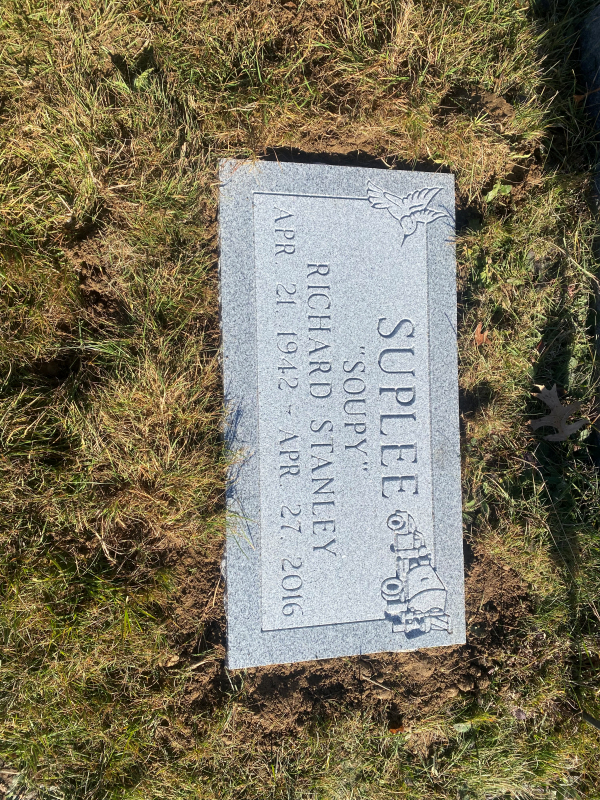 SUPLEE
"SOUPY"
RICHARD STANLEY
APR. 21, 1942 ~ APR. 27, 2016